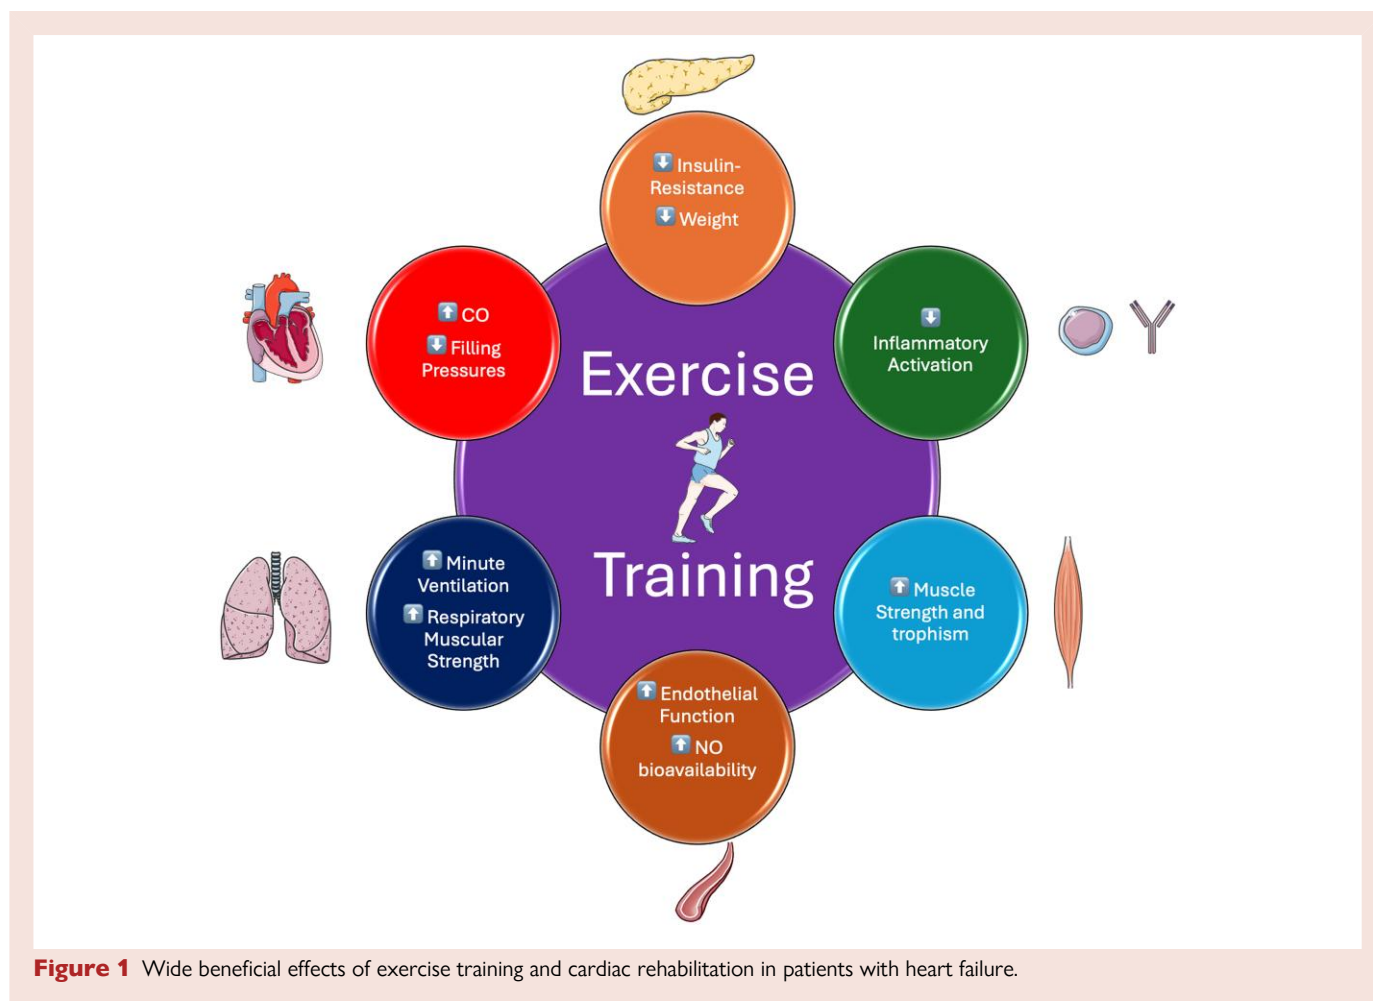 ⬇ Insulin-
Resistance
⬇ Weight
⬆ CO
⬇ Filling
Pressures
⬇
Inflammatory
Activation
Exercise
Training
⬆ Minute
Ventilation
⬆ Respiratory
Muscular
Strength
⬆ Muscle
Strength and
trophism
⬆ Endothelial
Function
⬆ NO
bioavailability
Figure 1 Wide beneficial effects of exercise training and cardiac rehabilitation in patients with heart failure.